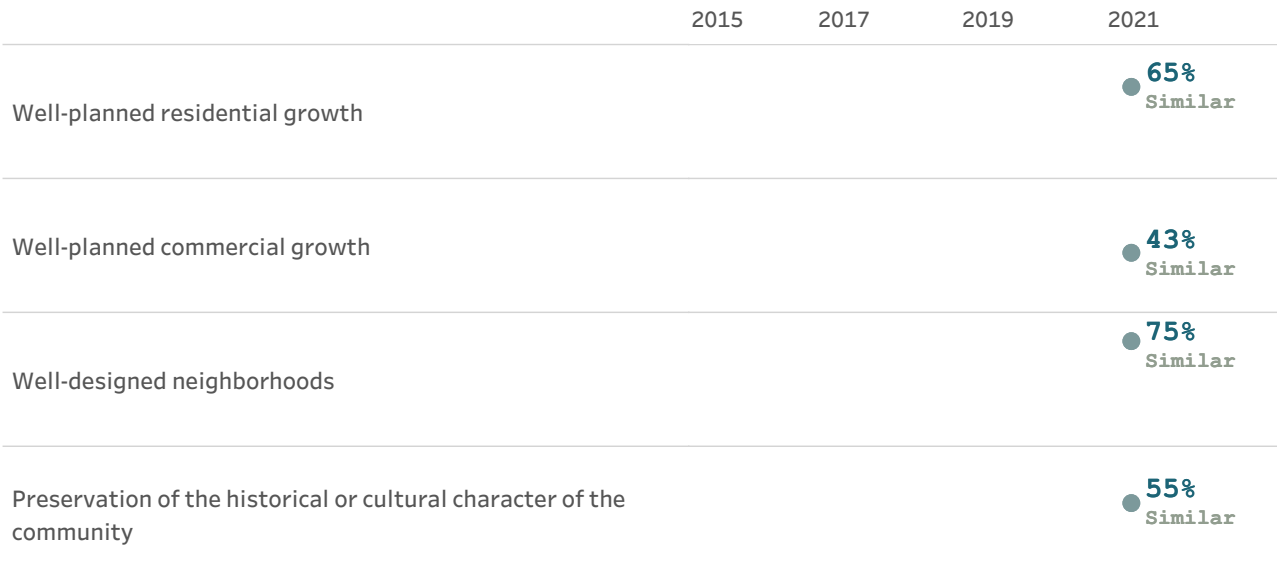 2015 2017 2019 2021
65%
Similar
Well-planned residential growth
43%
Similar
Well-planned commercial growth
75%
Similar
Well-designed neighborhoods
55%
Similar
Preservation of the historical or cultural character of the
community